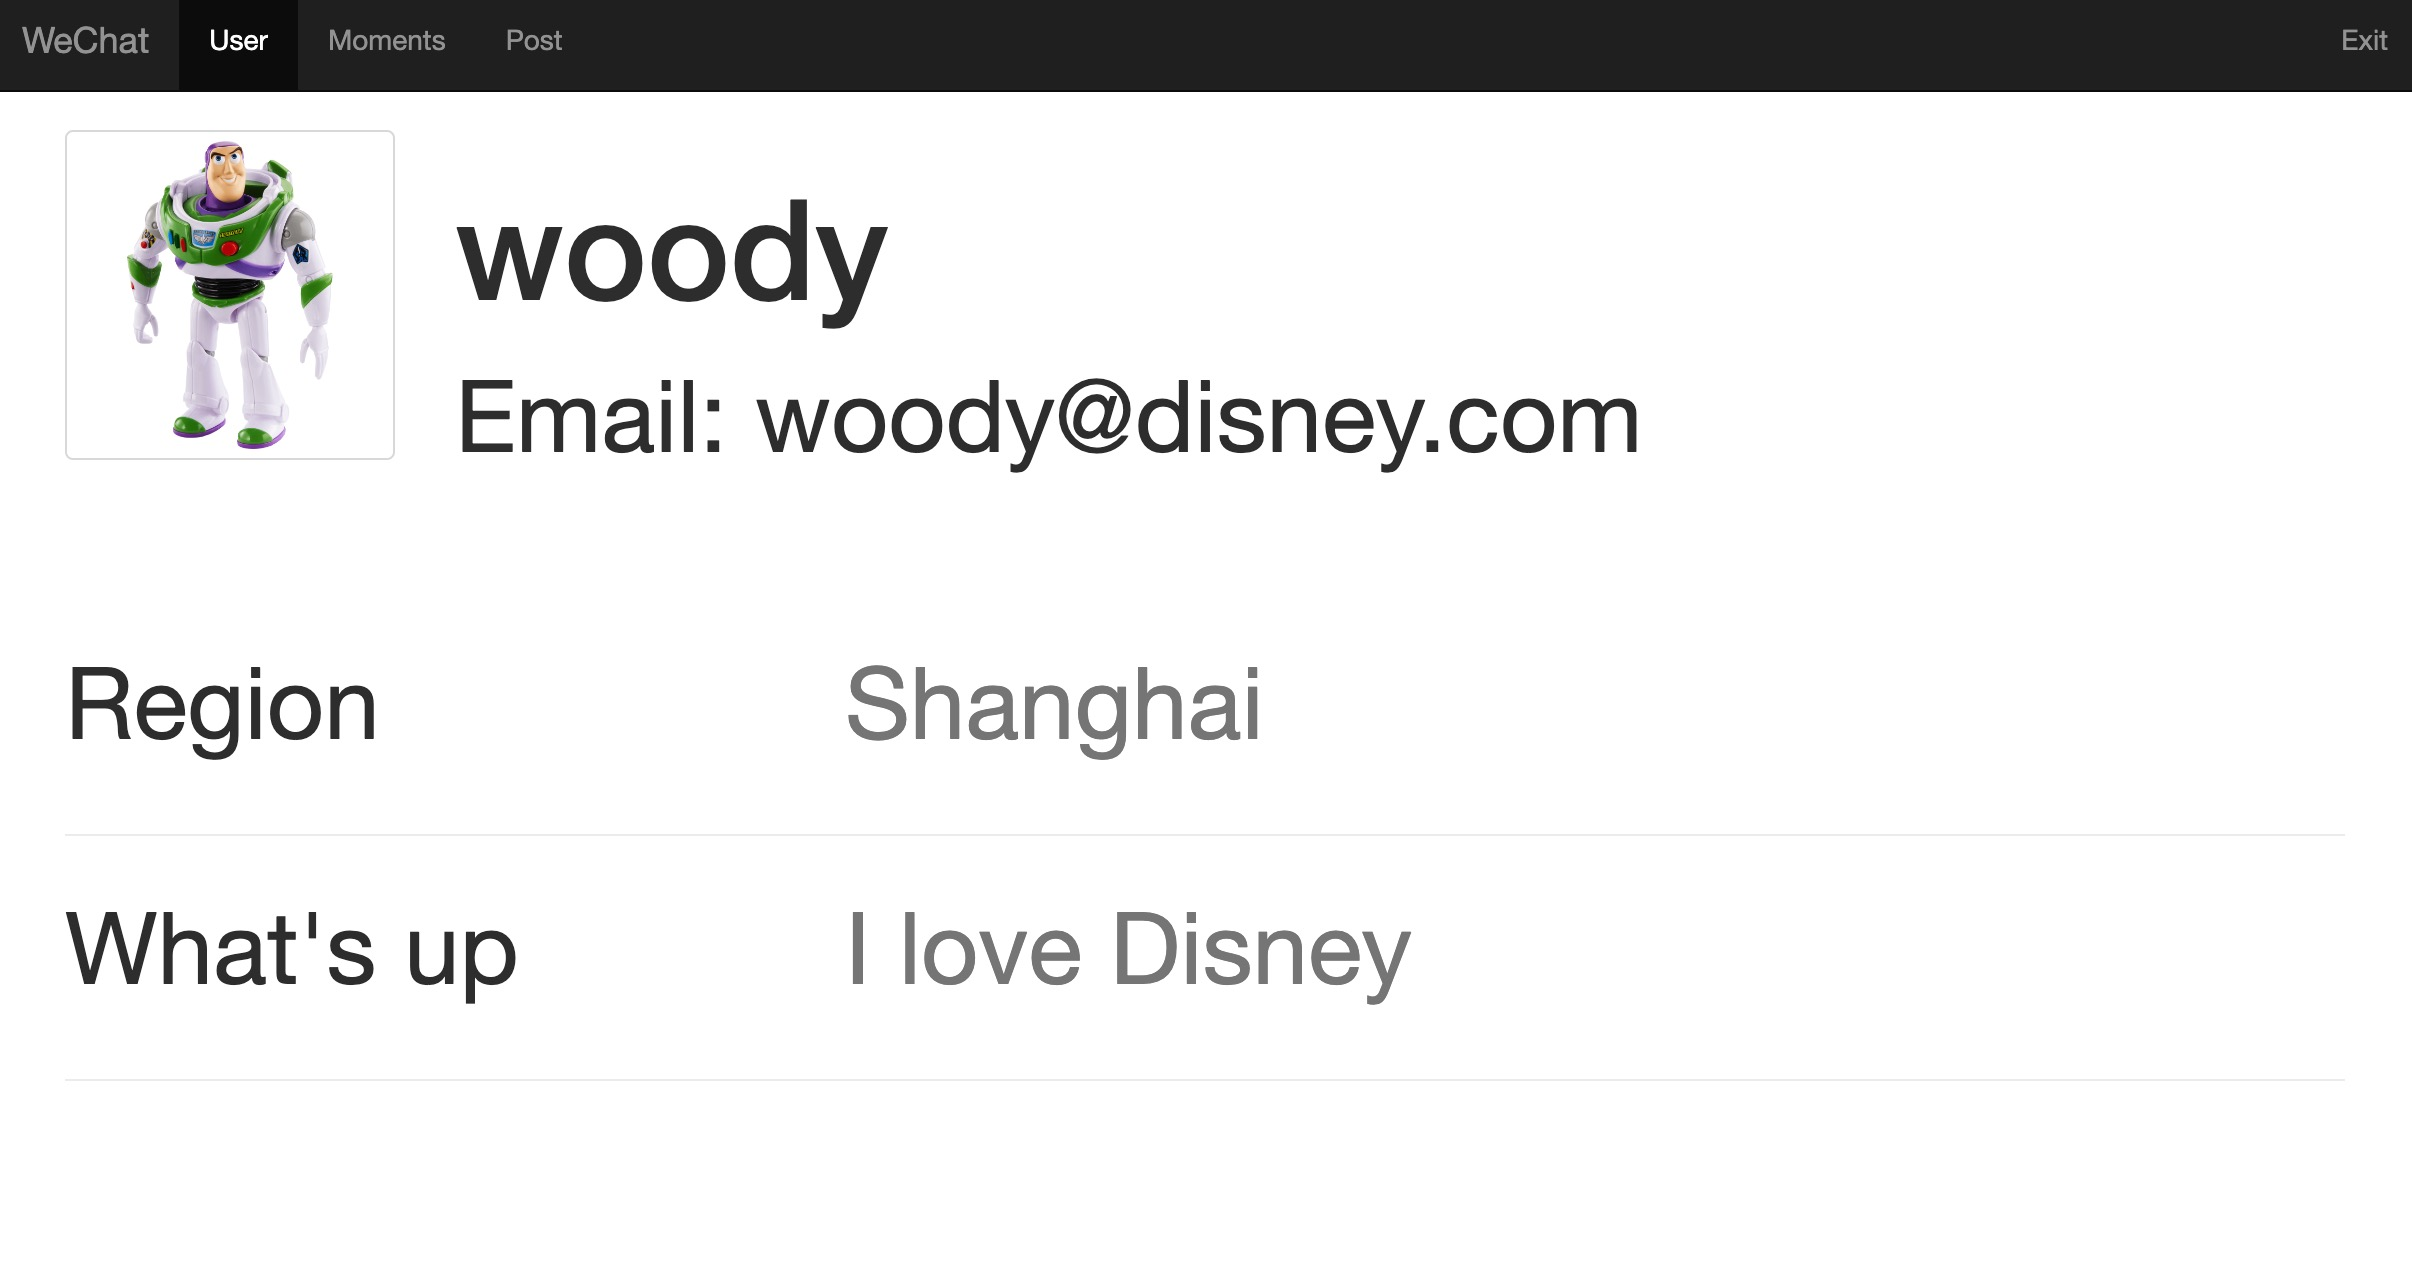 WeChat User Moments Post Exit
woody
Email: woody@disney.com
Region Shanghai
What's up I love Disney